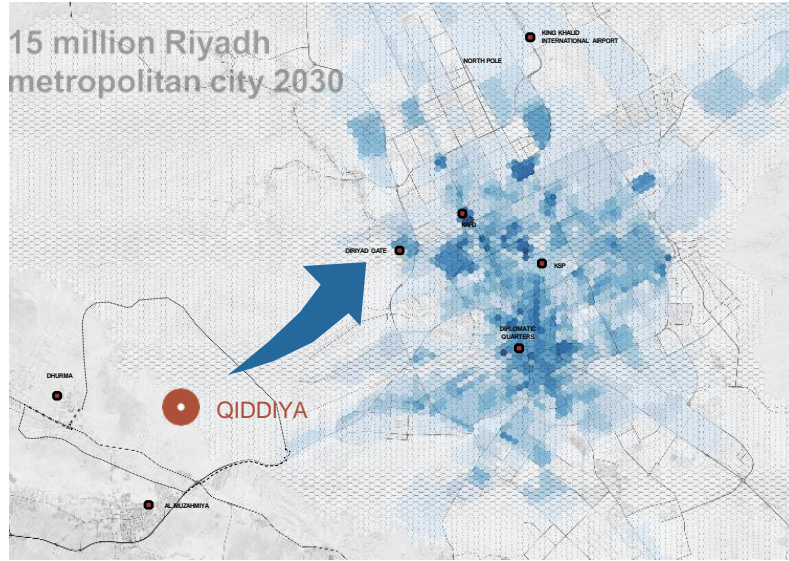 15 million Riyadh
metropolitan city 2030
KING KHALID
INTERNATIONAL AIRPORT
NORTH POLE
KAFD
DIRIYAD GATE
KSP
DIPLOMATIC
QUARTERS
DHURMA
QIDDIYA
AL MUZAHMIYA